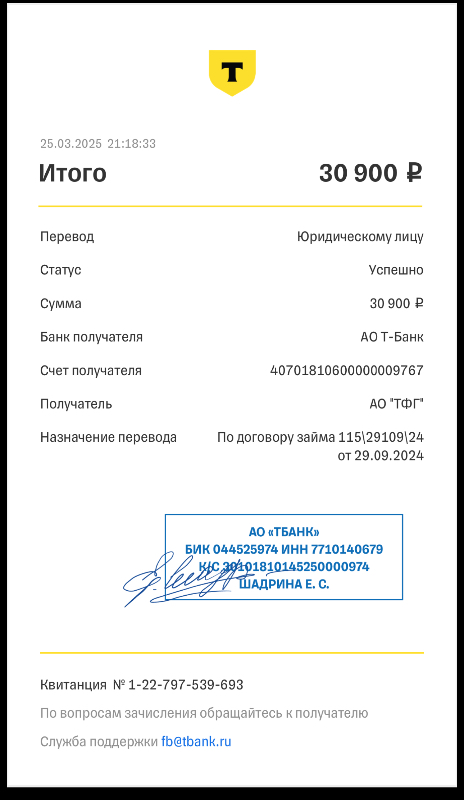 T
25.03.2025 21:18:33
Итого 30 900 ₽
Перевод Юридическому лицу
Статус Успешно
Сумма 30 900 ₽
Банк получателя АО Т-Банк
Счет получателя 40701810600000009767
Получатель АО "ТФГ"
Назначение перевода По договору займа 115\29109\24
от 29.09.2024
АО «ТБАНК»
БИК 044525974 ИНН 7710140679
К/С 30101810145250000974
ШАДРИНА Е. С.
Квитанция № 1-22-797-539-693
По вопросам зачисления обращайтесь к получателю
Служба поддержки fb@tbank.ru